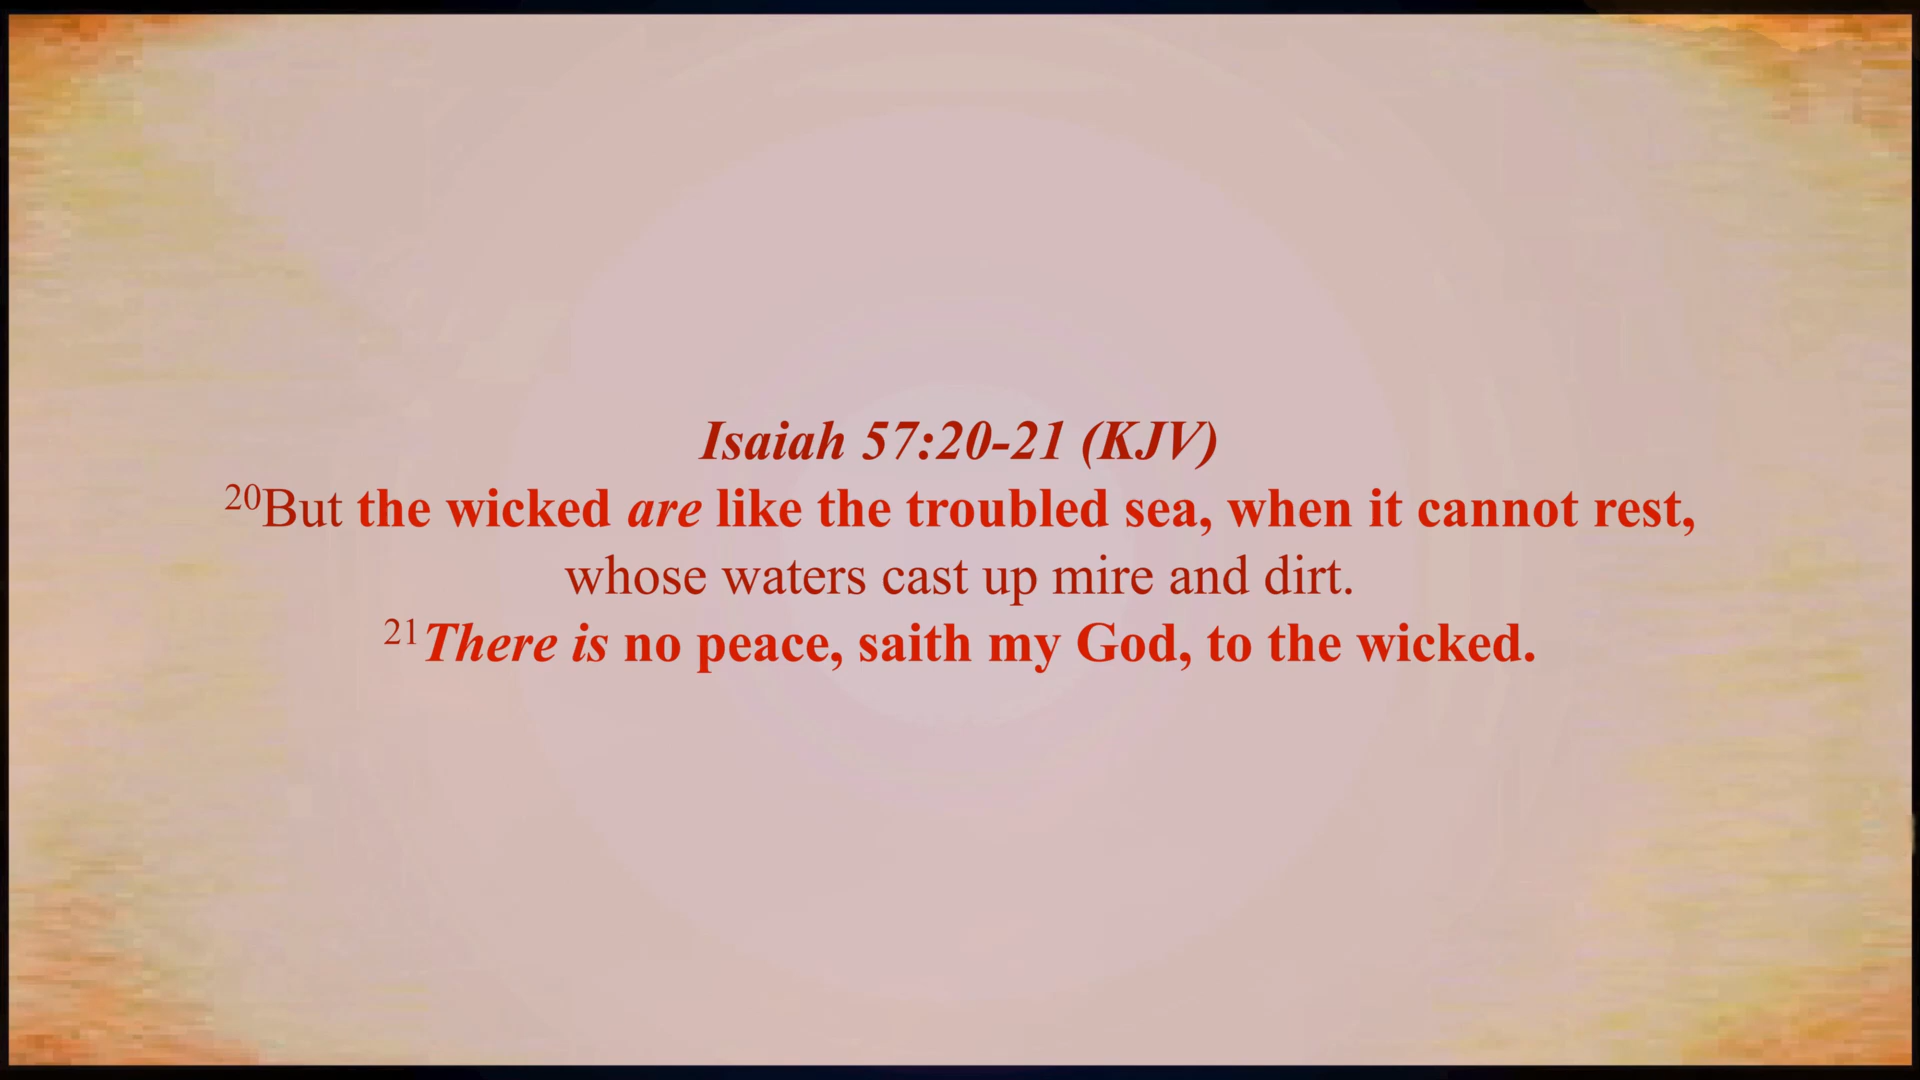 Isaiah 57:20-21 (KJV)
20But the wicked are like the troubled sea, when it cannot rest,
whose waters cast up mire and dirt.
21There is no peace, saith my God, to the wicked.